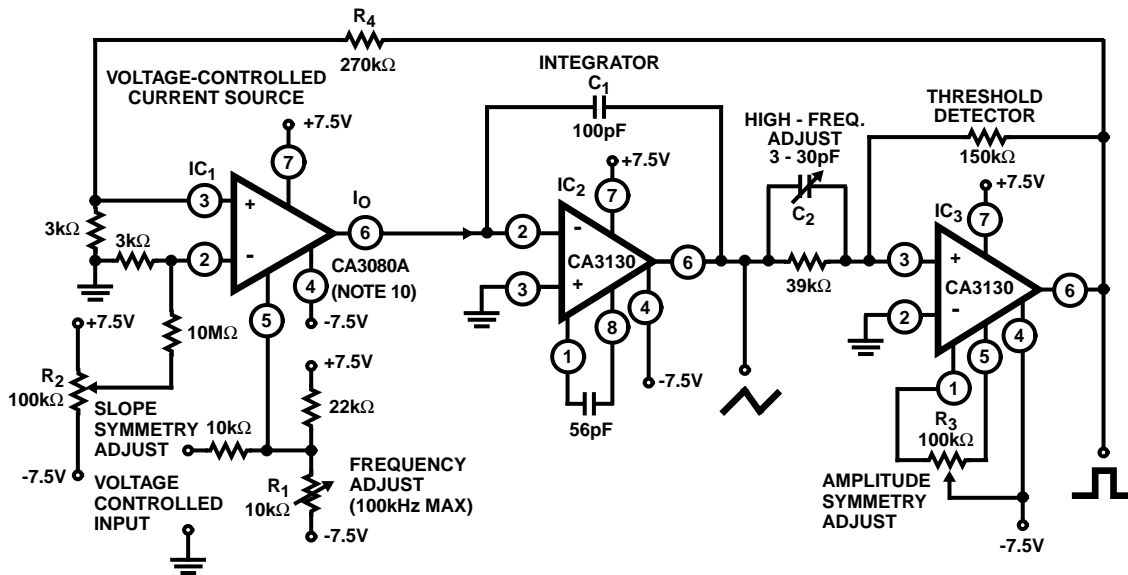 R4
270kΩ
VOLTAGE-CONTROLLED
CURRENT SOURCE
+7.5V
7
IC1
3
+
3kΩ
3kΩ
2
-
IO
6
CA3080A
(NOTE 10)
4
-7.5V
5
+7.5V
10MΩ
R2
100kΩ
SLOPE
SYMMETRY
ADJUST
-7.5V
10kΩ
VOLTAGE
CONTROLLED
INPUT
+7.5V
22kΩ
R1
10kΩ
FREQUENCY
ADJUST
(100kHz MAX)
-7.5V
INTEGRATOR
C1
100pF
+7.5V
IC2
7
2
-
CA3130
3
+
6
4
8
1
-7.5V
56pF
HIGH - FREQ.
ADJUST
3 - 30pF
C2
39kΩ
THRESHOLD
DETECTOR
150kΩ
+7.5V
IC3
7
3
+
CA3130
2
-
6
4
5
1
R3
100kΩ
AMPLITUDE
SYMMETRY
ADJUST
-7.5V